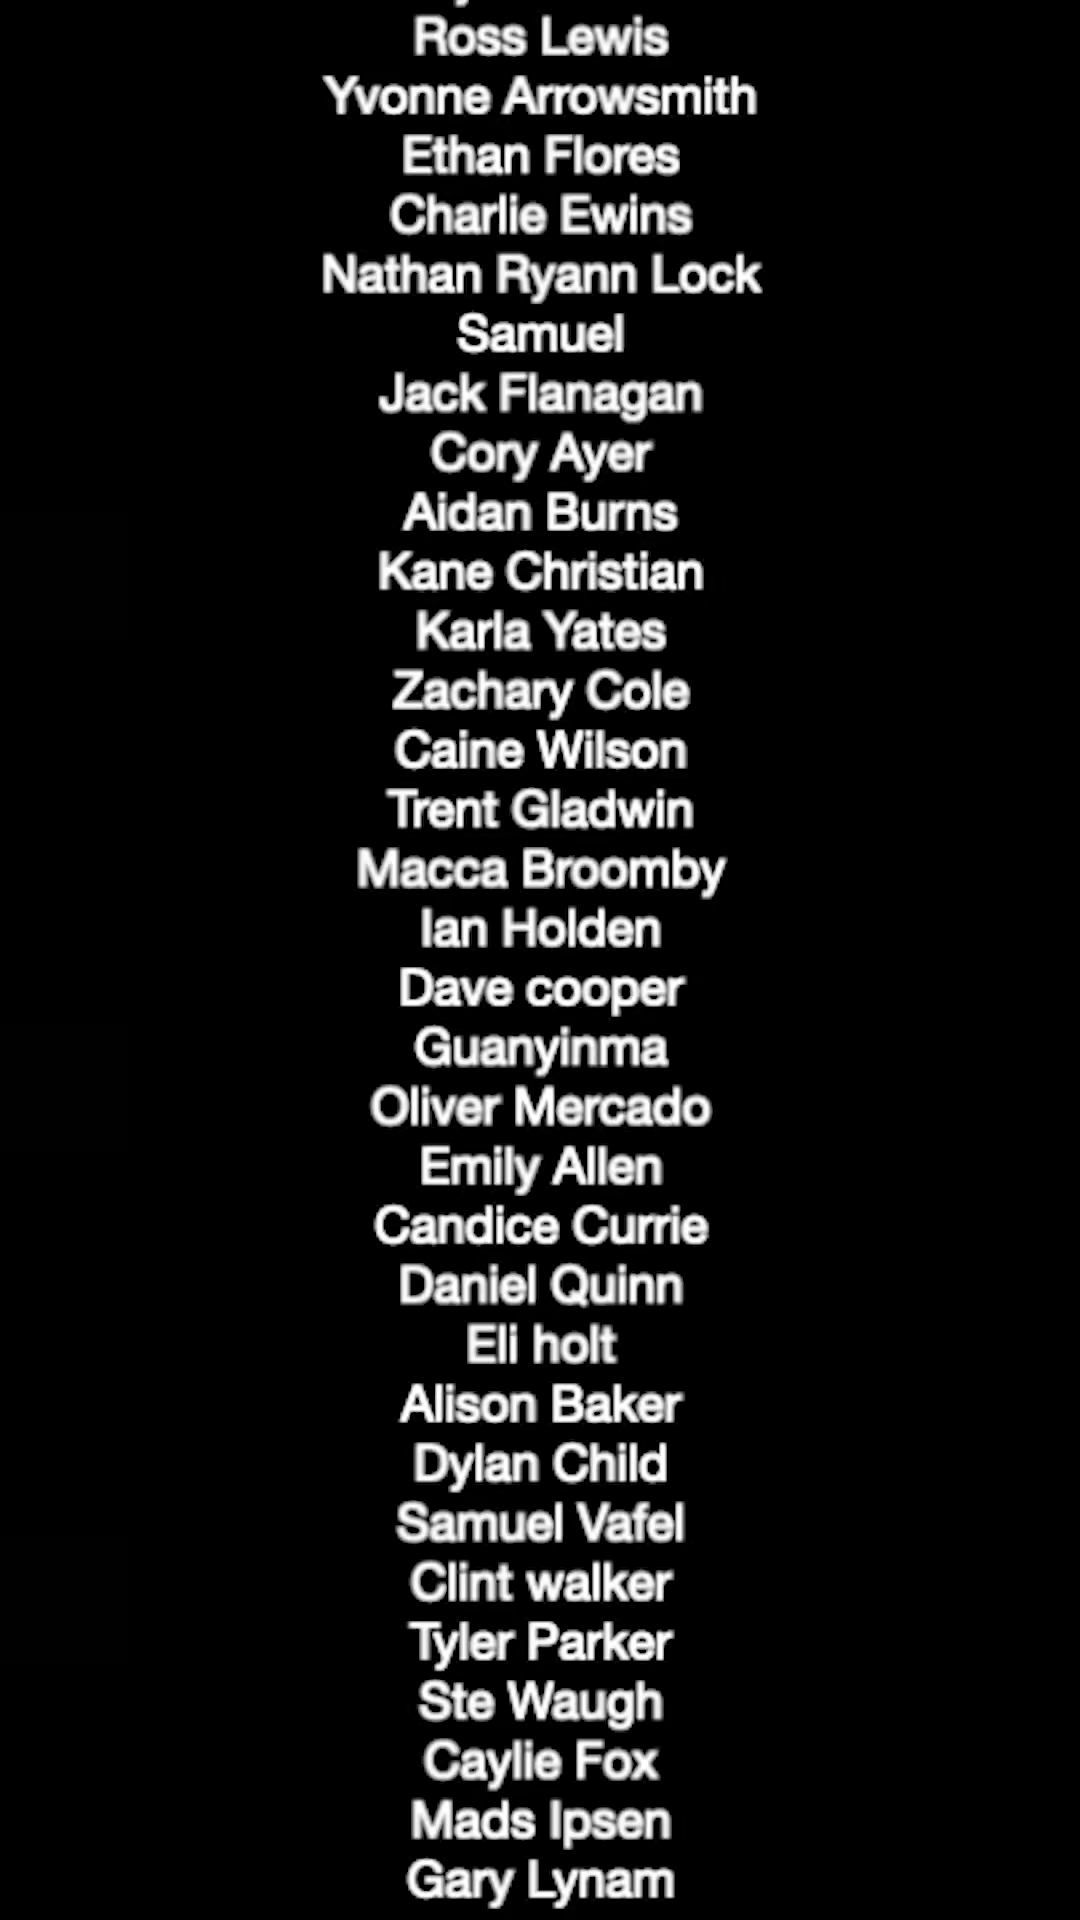 Ross Lewis
Yvonne Arrowsmith
Ethan Flores
Charlie Ewins
Nathan Ryann Lock
Samuel
Jack Flanagan
Cory Ayer
Aidan Burns
Kane Christian
Karla Yates
Zachary Cole
Caine Wilson
Trent Gladwin
Macca Broomby
Ian Holden
Dave cooper
Guanyinma
Oliver Mercado
Emily Allen
Candice Currie
Daniel Quinn
Eli holt
Alison Baker
Dylan Child
Samuel Vafel
Clint walker
Tyler Parker
Ste Waugh
Caylie Fox
Mads Ipsen
Gary Lynam